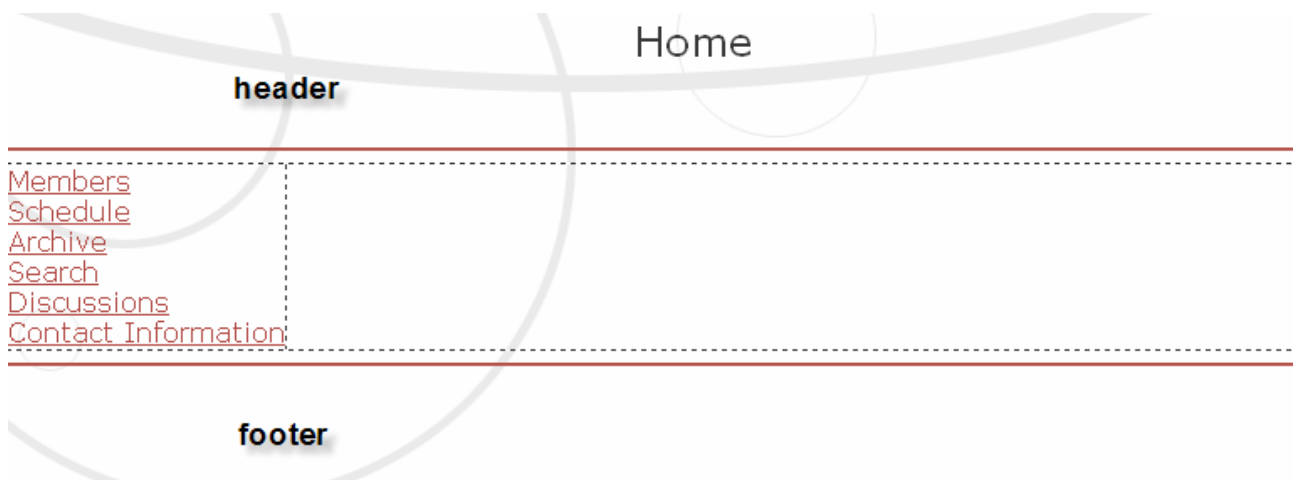 Home
header
Members
Schedule
Archive
Search
Discussions
Contact Information
footer